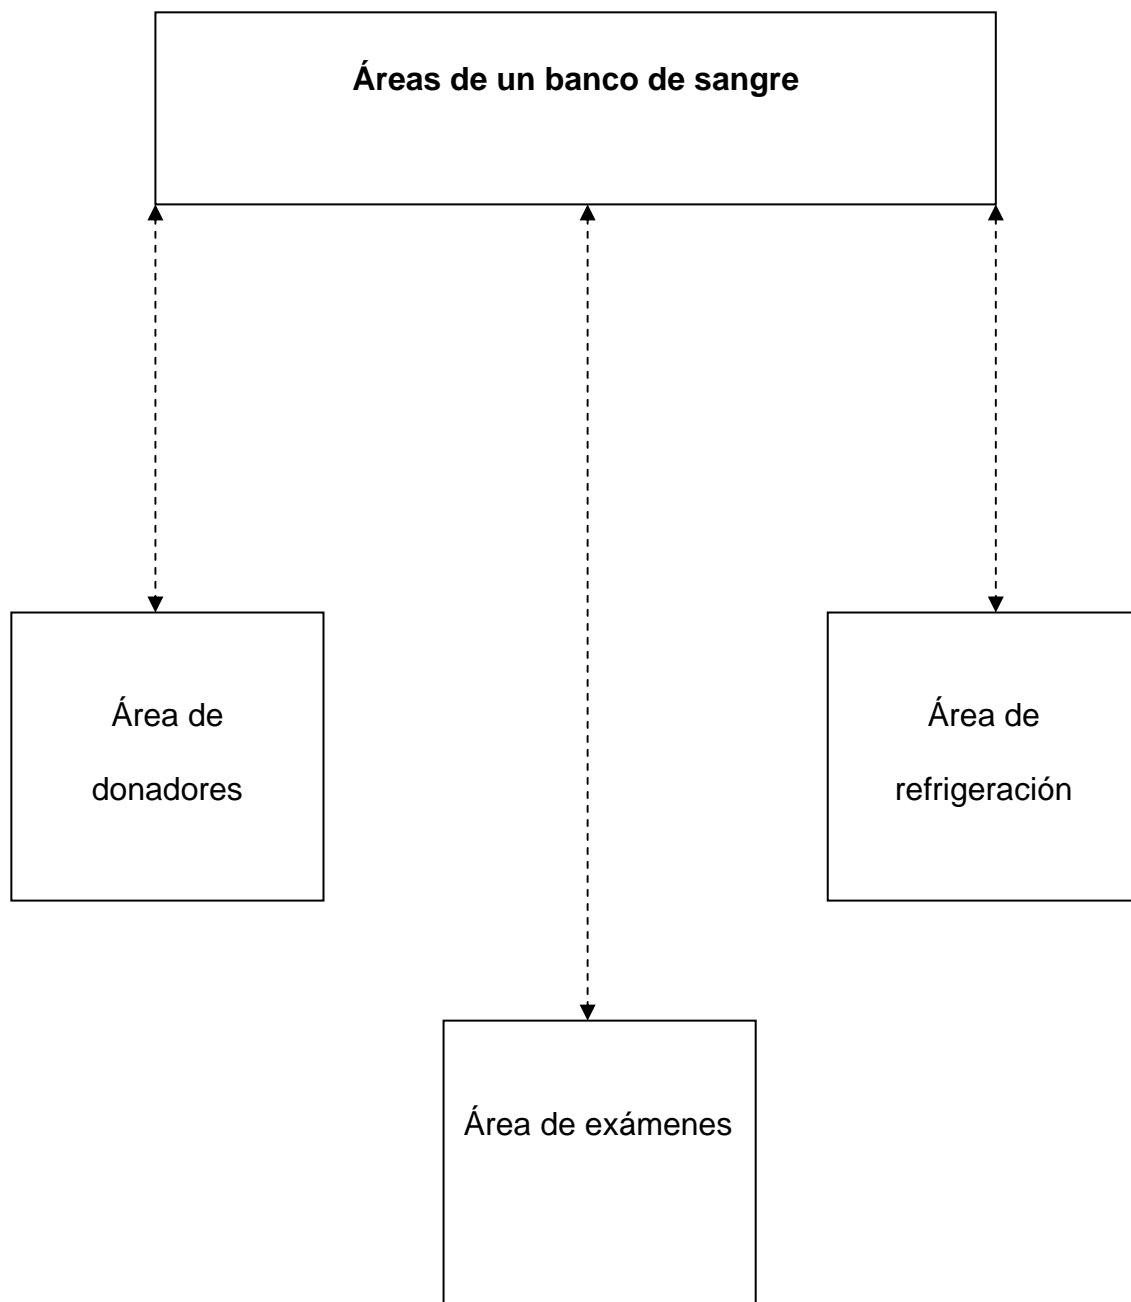 Áreas de un banco de sangre
Área de
donadores
Área de
refrigeración
Área de exámenes